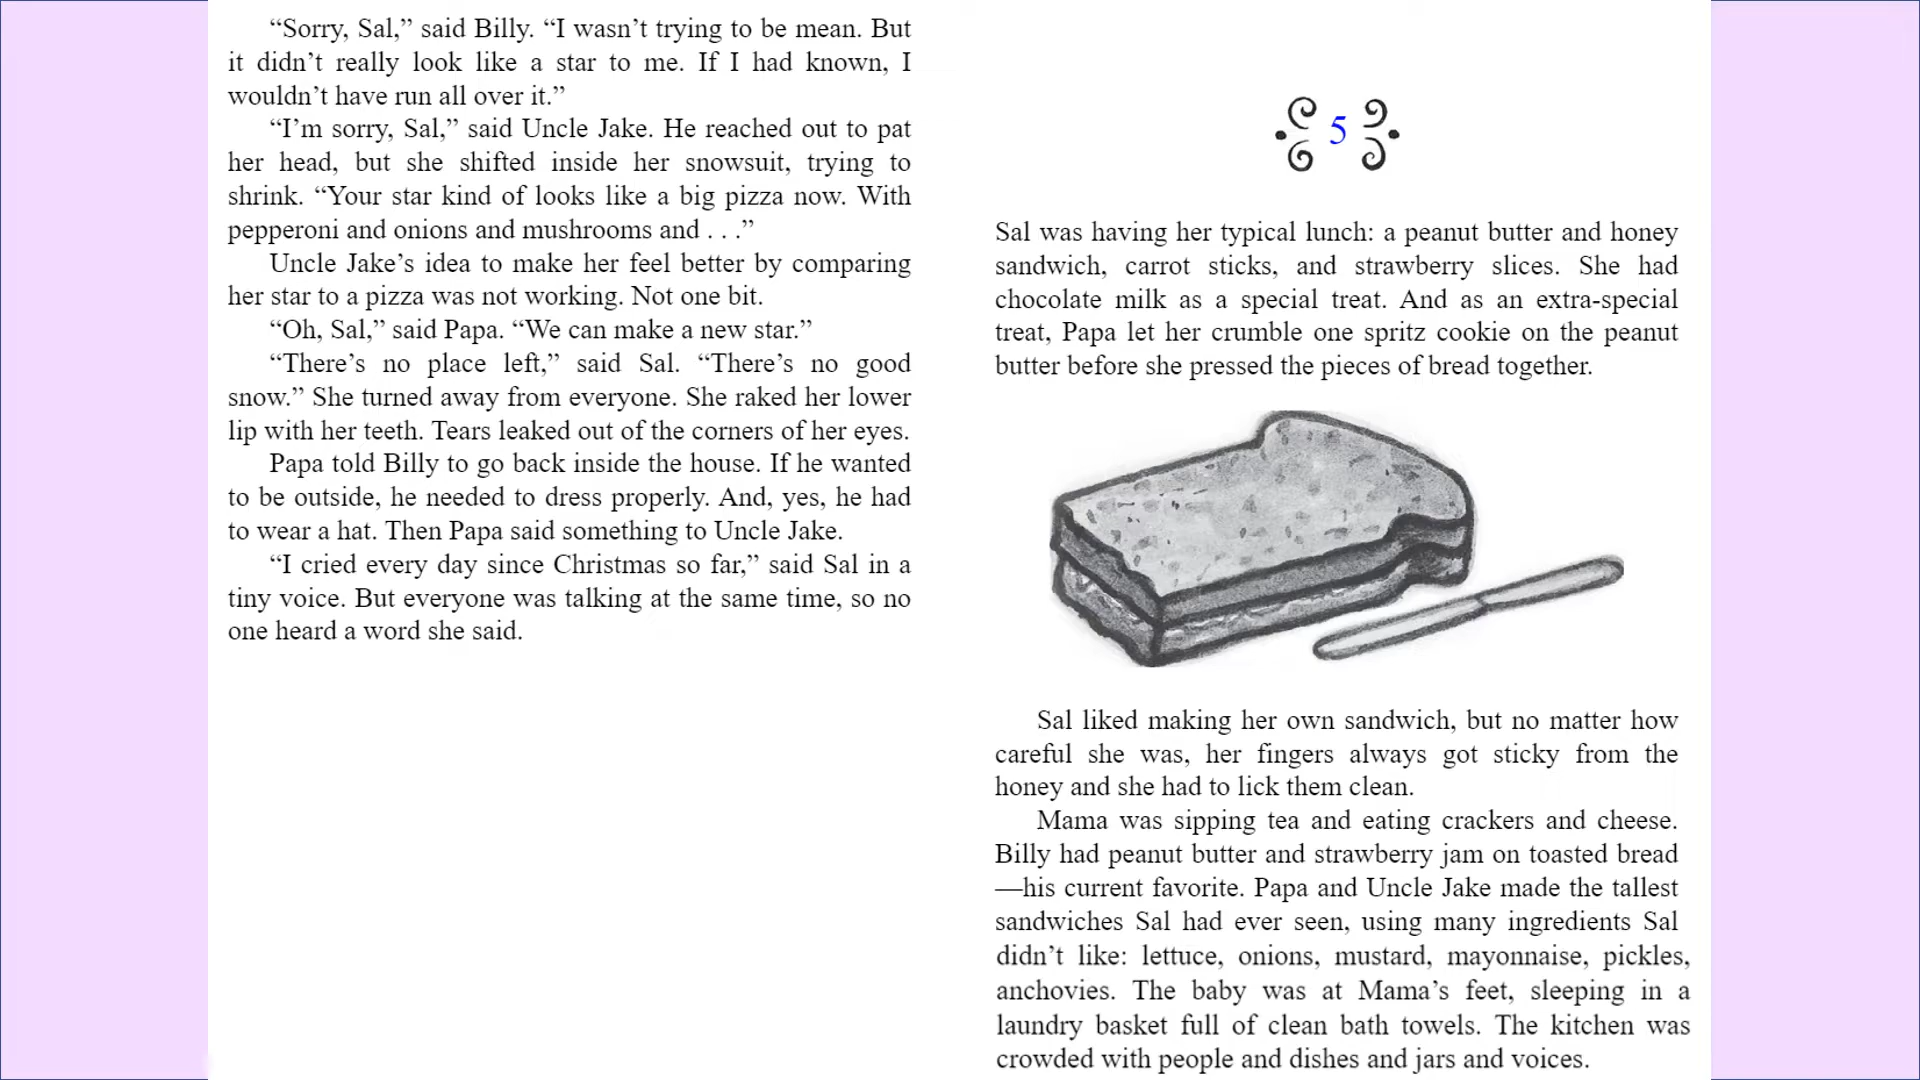 “Sorry, Sal,” said Billy. “I wasn’t trying to be mean. But
it didn’t really look like a star to me. If I had known, I
wouldn’t have run all over it.”
“I’m sorry, Sal,” said Uncle Jake. He reached out to pat
her head, but she shifted inside her snowsuit, trying to
shrink. “Your star kind of looks like a big pizza now. With
pepperoni and onions and mushrooms and . . .”
Uncle Jake’s idea to make her feel better by comparing
her star to a pizza was not working. Not one bit.
“Oh, Sal,” said Papa. “We can make a new star.”
“There’s no place left,” said Sal. “There’s no good
snow.” She turned away from everyone. She raked her lower
lip with her teeth. Tears leaked out of the corners of her eyes.
Papa told Billy to go back inside the house. If he wanted
to be outside, he needed to dress properly. And, yes, he had
to wear a hat. Then Papa said something to Uncle Jake.
“I cried every day since Christmas so far,” said Sal in a
tiny voice. But everyone was talking at the same time, so no
one heard a word she said.
5
Sal was having her typical lunch: a peanut butter and honey
sandwich, carrot sticks, and strawberry slices. She had
chocolate milk as a special treat. And as an extra-special
treat, Papa let her crumble one spritz cookie on the peanut
butter before she pressed the pieces of bread together.
Sal liked making her own sandwich, but no matter how
careful she was, her fingers always got sticky from the
honey and she had to lick them clean.
Mama was sipping tea and eating crackers and cheese.
Billy had peanut butter and strawberry jam on toasted bread
—his current favorite. Papa and Uncle Jake made the tallest
sandwiches Sal had ever seen, using many ingredients Sal
didn’t like: lettuce, onions, mustard, mayonnaise, pickles,
anchovies. The baby was at Mama’s feet, sleeping in a
laundry basket full of clean bath towels. The kitchen was
crowded with people and dishes and jars and voices.